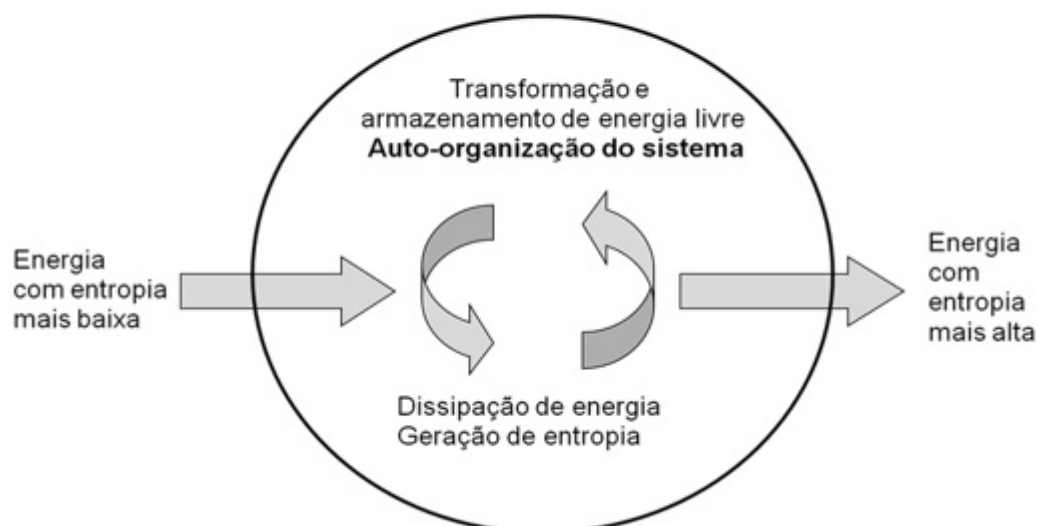 Transformação e
armazenamento de energia livre
Auto-organização do sistema
Energia
com entropia
mais baixa
Energia
com
entropia
mais alta
Dissipação de energia
Geração de entropia